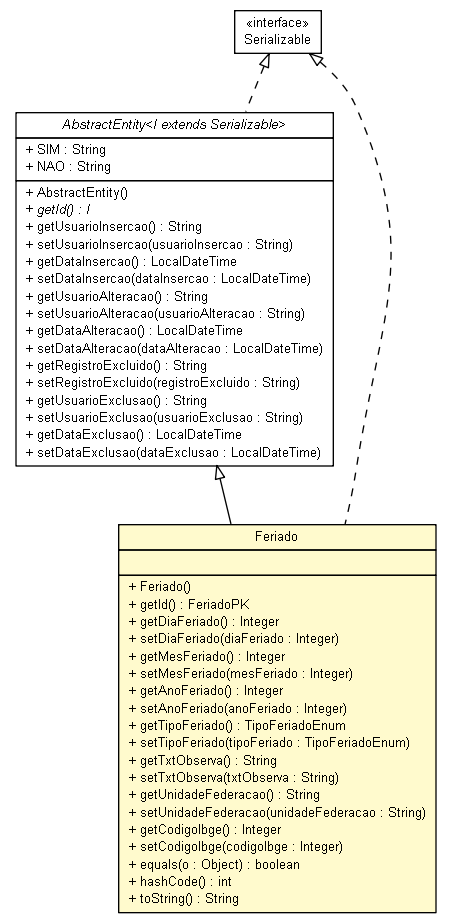 «interface»
Serializable
AbstractEntity<I extends Serializable>
+ SIM : String
+ NAO : String
+ AbstractEntity()
+ getId() : I
+ getUsuarioInsercao() : String
+ setUsuarioInsercao(usuarioInsercao : String)
+ getDataInsercao() : LocalDateTime
+ setDataInsercao(dataInsercao : LocalDateTime)
+ getUsuarioAlteracao() : String
+ setUsuarioAlteracao(usuarioAlteracao : String)
+ getDataAlteracao() : LocalDateTime
+ setDataAlteracao(dataAlteracao : LocalDateTime)
+ getRegistroExcluido() : String
+ setRegistroExcluido(registroExcluido : String)
+ getUsuarioExclusao() : String
+ setUsuarioExclusao(usuarioExclusao : String)
+ getDataExclusao() : LocalDateTime
+ setDataExclusao(dataExclusao : LocalDateTime)
Feriado
+ Feriado()
+ getId() : FeriadoPK
+ getDiaFeriado() : Integer
+ setDiaFeriado(diaFeriado : Integer)
+ getMesFeriado() : Integer
+ setMesFeriado(mesFeriado : Integer)
+ getAnoFeriado() : Integer
+ setAnoFeriado(anoFeriado : Integer)
+ getTipoFeriado() : TipoFeriadoEnum
+ setTipoFeriado(tipoFeriado : TipoFeriadoEnum)
+ getTxtObserva() : String
+ setTxtObserva(txtObserva : String)
+ getUnidadeFederacao() : String
+ setUnidadeFederacao(unidadeFederacao : String)
+ getCodigoIbge() : Integer
+ setCodigoIbge(codigoIbge : Integer)
+ equals(o : Object) : boolean
+ hashCode() : int
+ toString() : String